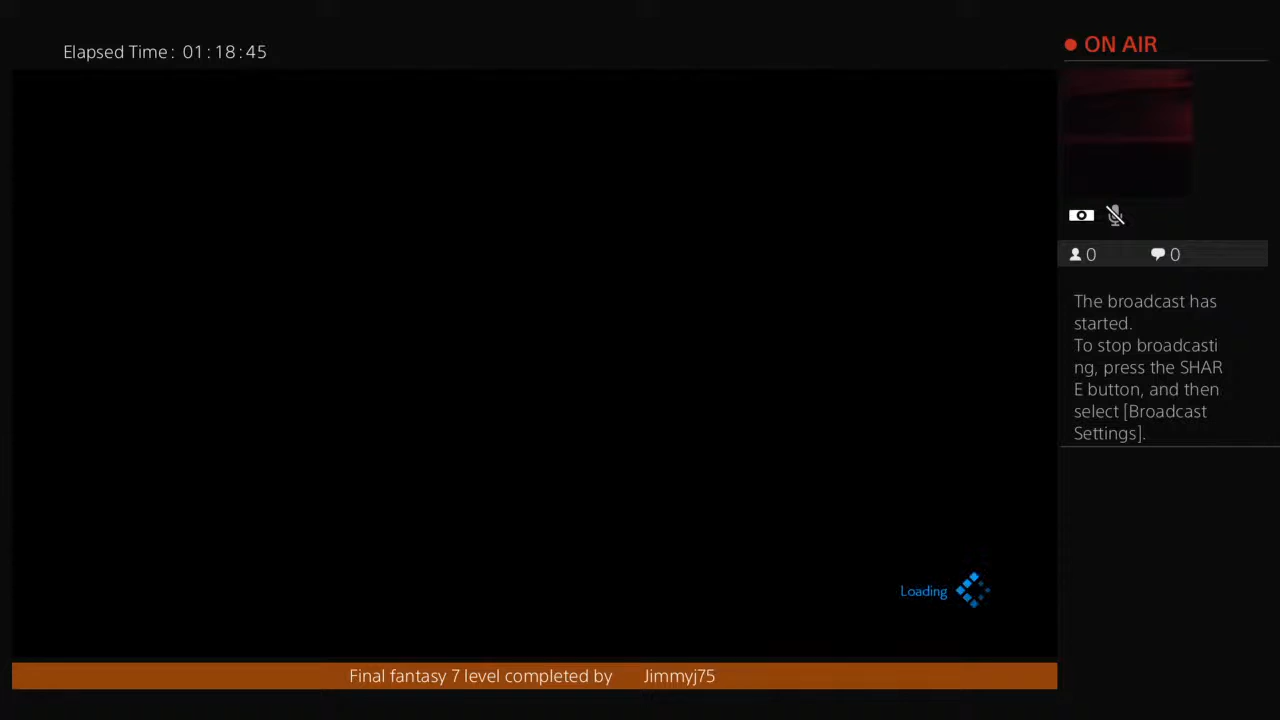 Elapsed Time: 01:18:45
ON AIR
0 0
The broadcast has
started.
To stop broadcasti
ng, press the SHAR
E button, and then
select [Broadcast
Settings].
Loading
Final fantasy 7 level completed by Jimmyj75